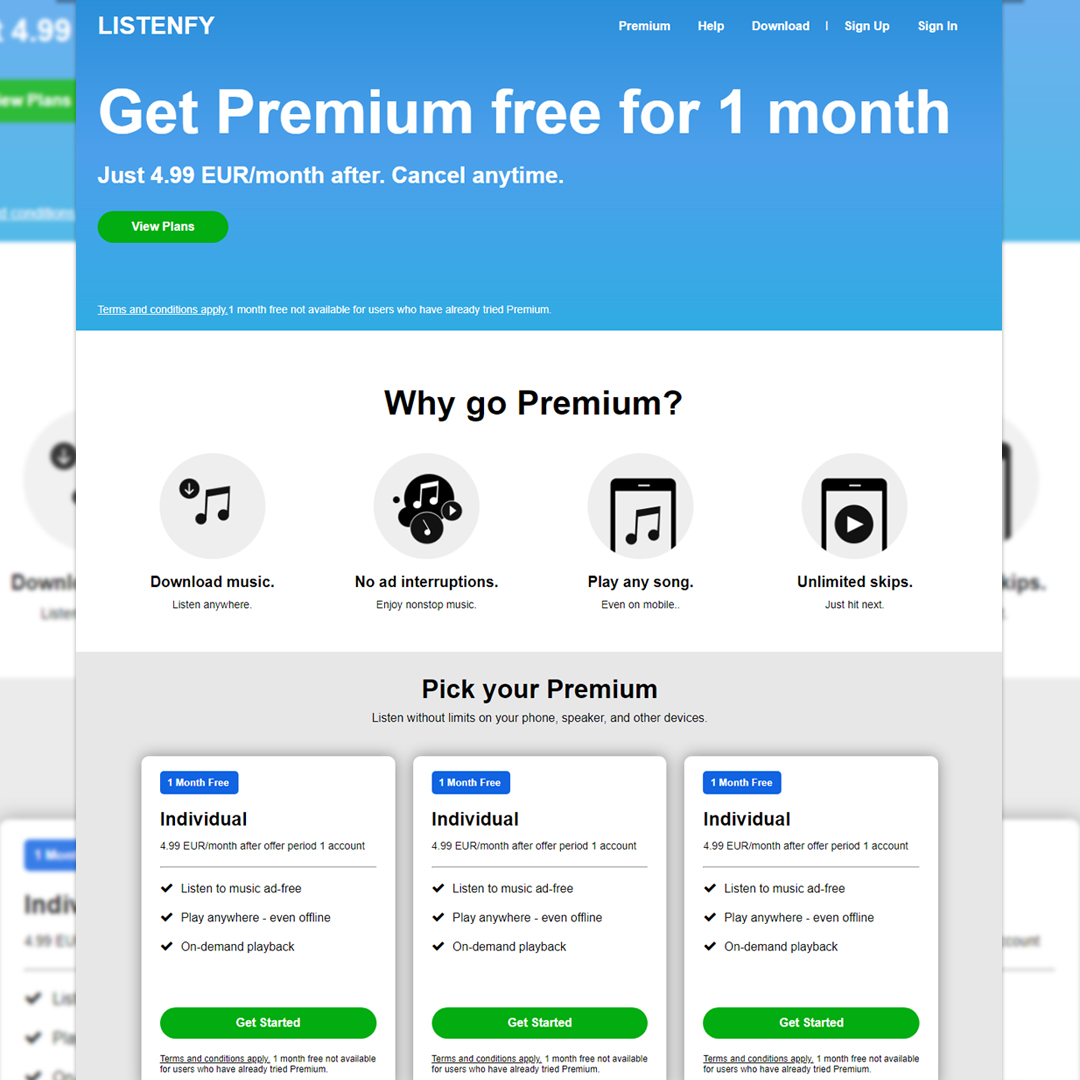 LISTENFY
Premium Help Download | Sign Up Sign In
Get Premium free for 1 month
Just 4.99 EUR/month after. Cancel anytime.
View Plans
Terms and conditions apply.1 month free not available for users who have already tried Premium.
Why go Premium?
Download music. No ad interruptions. Play any song. Unlimited skips.
Listen anywhere. Enjoy nonstop music. Even on mobile.. Just hit next.
Pick your Premium
Listen without limits on your phone, speaker, and other devices.
1 Month Free
Individual
4.99 EUR/month after offer period 1 account
Listen to music ad-free
Play anywhere - even offline
On-demand playback
Get Started
Terms and conditions apply. 1 month free not available
for users who have already tried Premium.
1 Month Free
Individual
4.99 EUR/month after offer period 1 account
Listen to music ad-free
Play anywhere - even offline
On-demand playback
Get Started
Terms and conditions apply. 1 month free not available
for users who have already tried Premium.
1 Month Free
Individual
4.99 EUR/month after offer period 1 account
Listen to music ad-free
Play anywhere - even offline
On-demand playback
Get Started
Terms and conditions apply. 1 month free not available
for users who have already tried Premium.